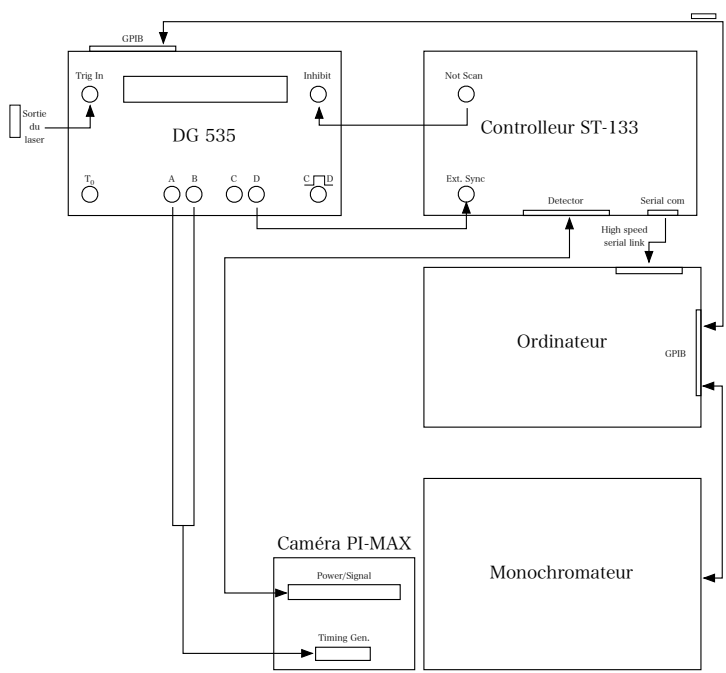 GPIB
Trig In
Inhibit
Not Scan
Sortie
du
laser
DG 535
Controlleur ST-133
T0
A
B
C
D
C D
Ext. Sync
Detector
Serial com
High speed
serial link
Ordinateur
GPIB
Caméra PI-MAX
Power/Signal
Monochromateur
Timing Gen.